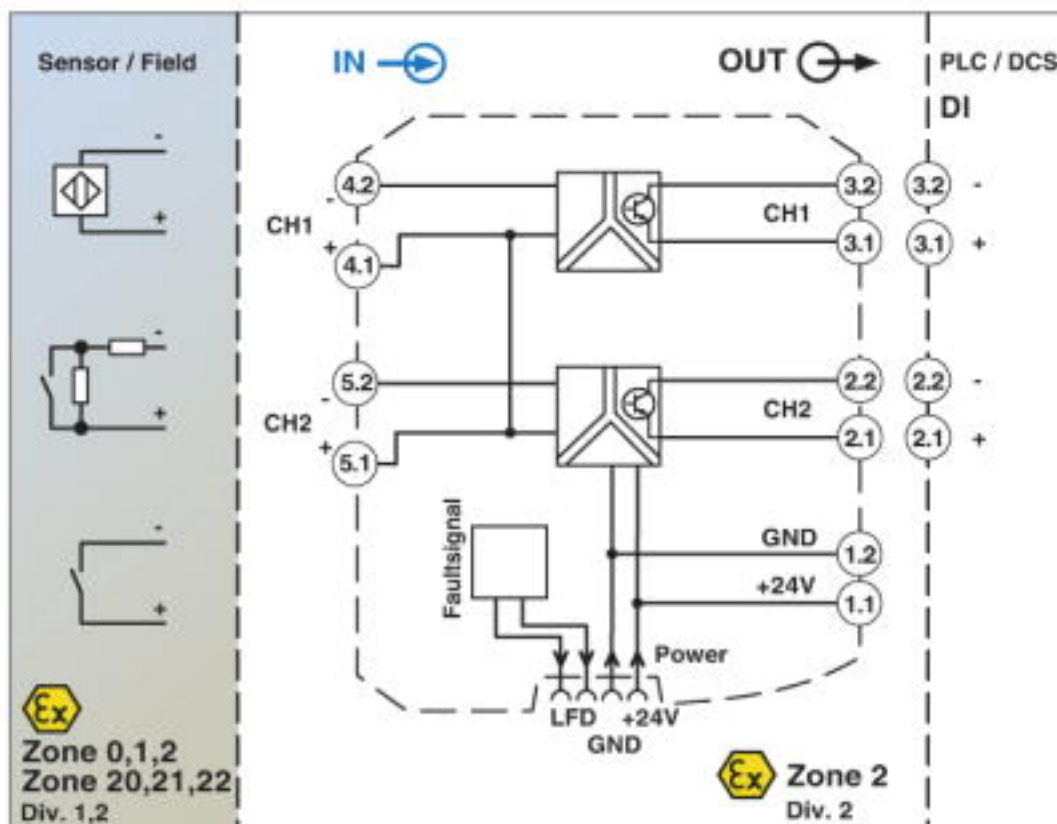 Sensor / Field
IN
OUT
PLC / DCS
DI
-
+
-
+
-
+
4.2
-
CH1
+
4.1
3.2
CH1
3.1
3.2 -
3.1 +
5.2
-
CH2
+
5.1
2.2
CH2
2.1
2.2 -
2.1 +
Faultsignal
GND
1.2
+24V
1.1
Power
LFD
+24V
GND
Ex
Zone 0,1,2
Zone 20,21,22
Div. 1,2
Ex
Zone 2
Div. 2